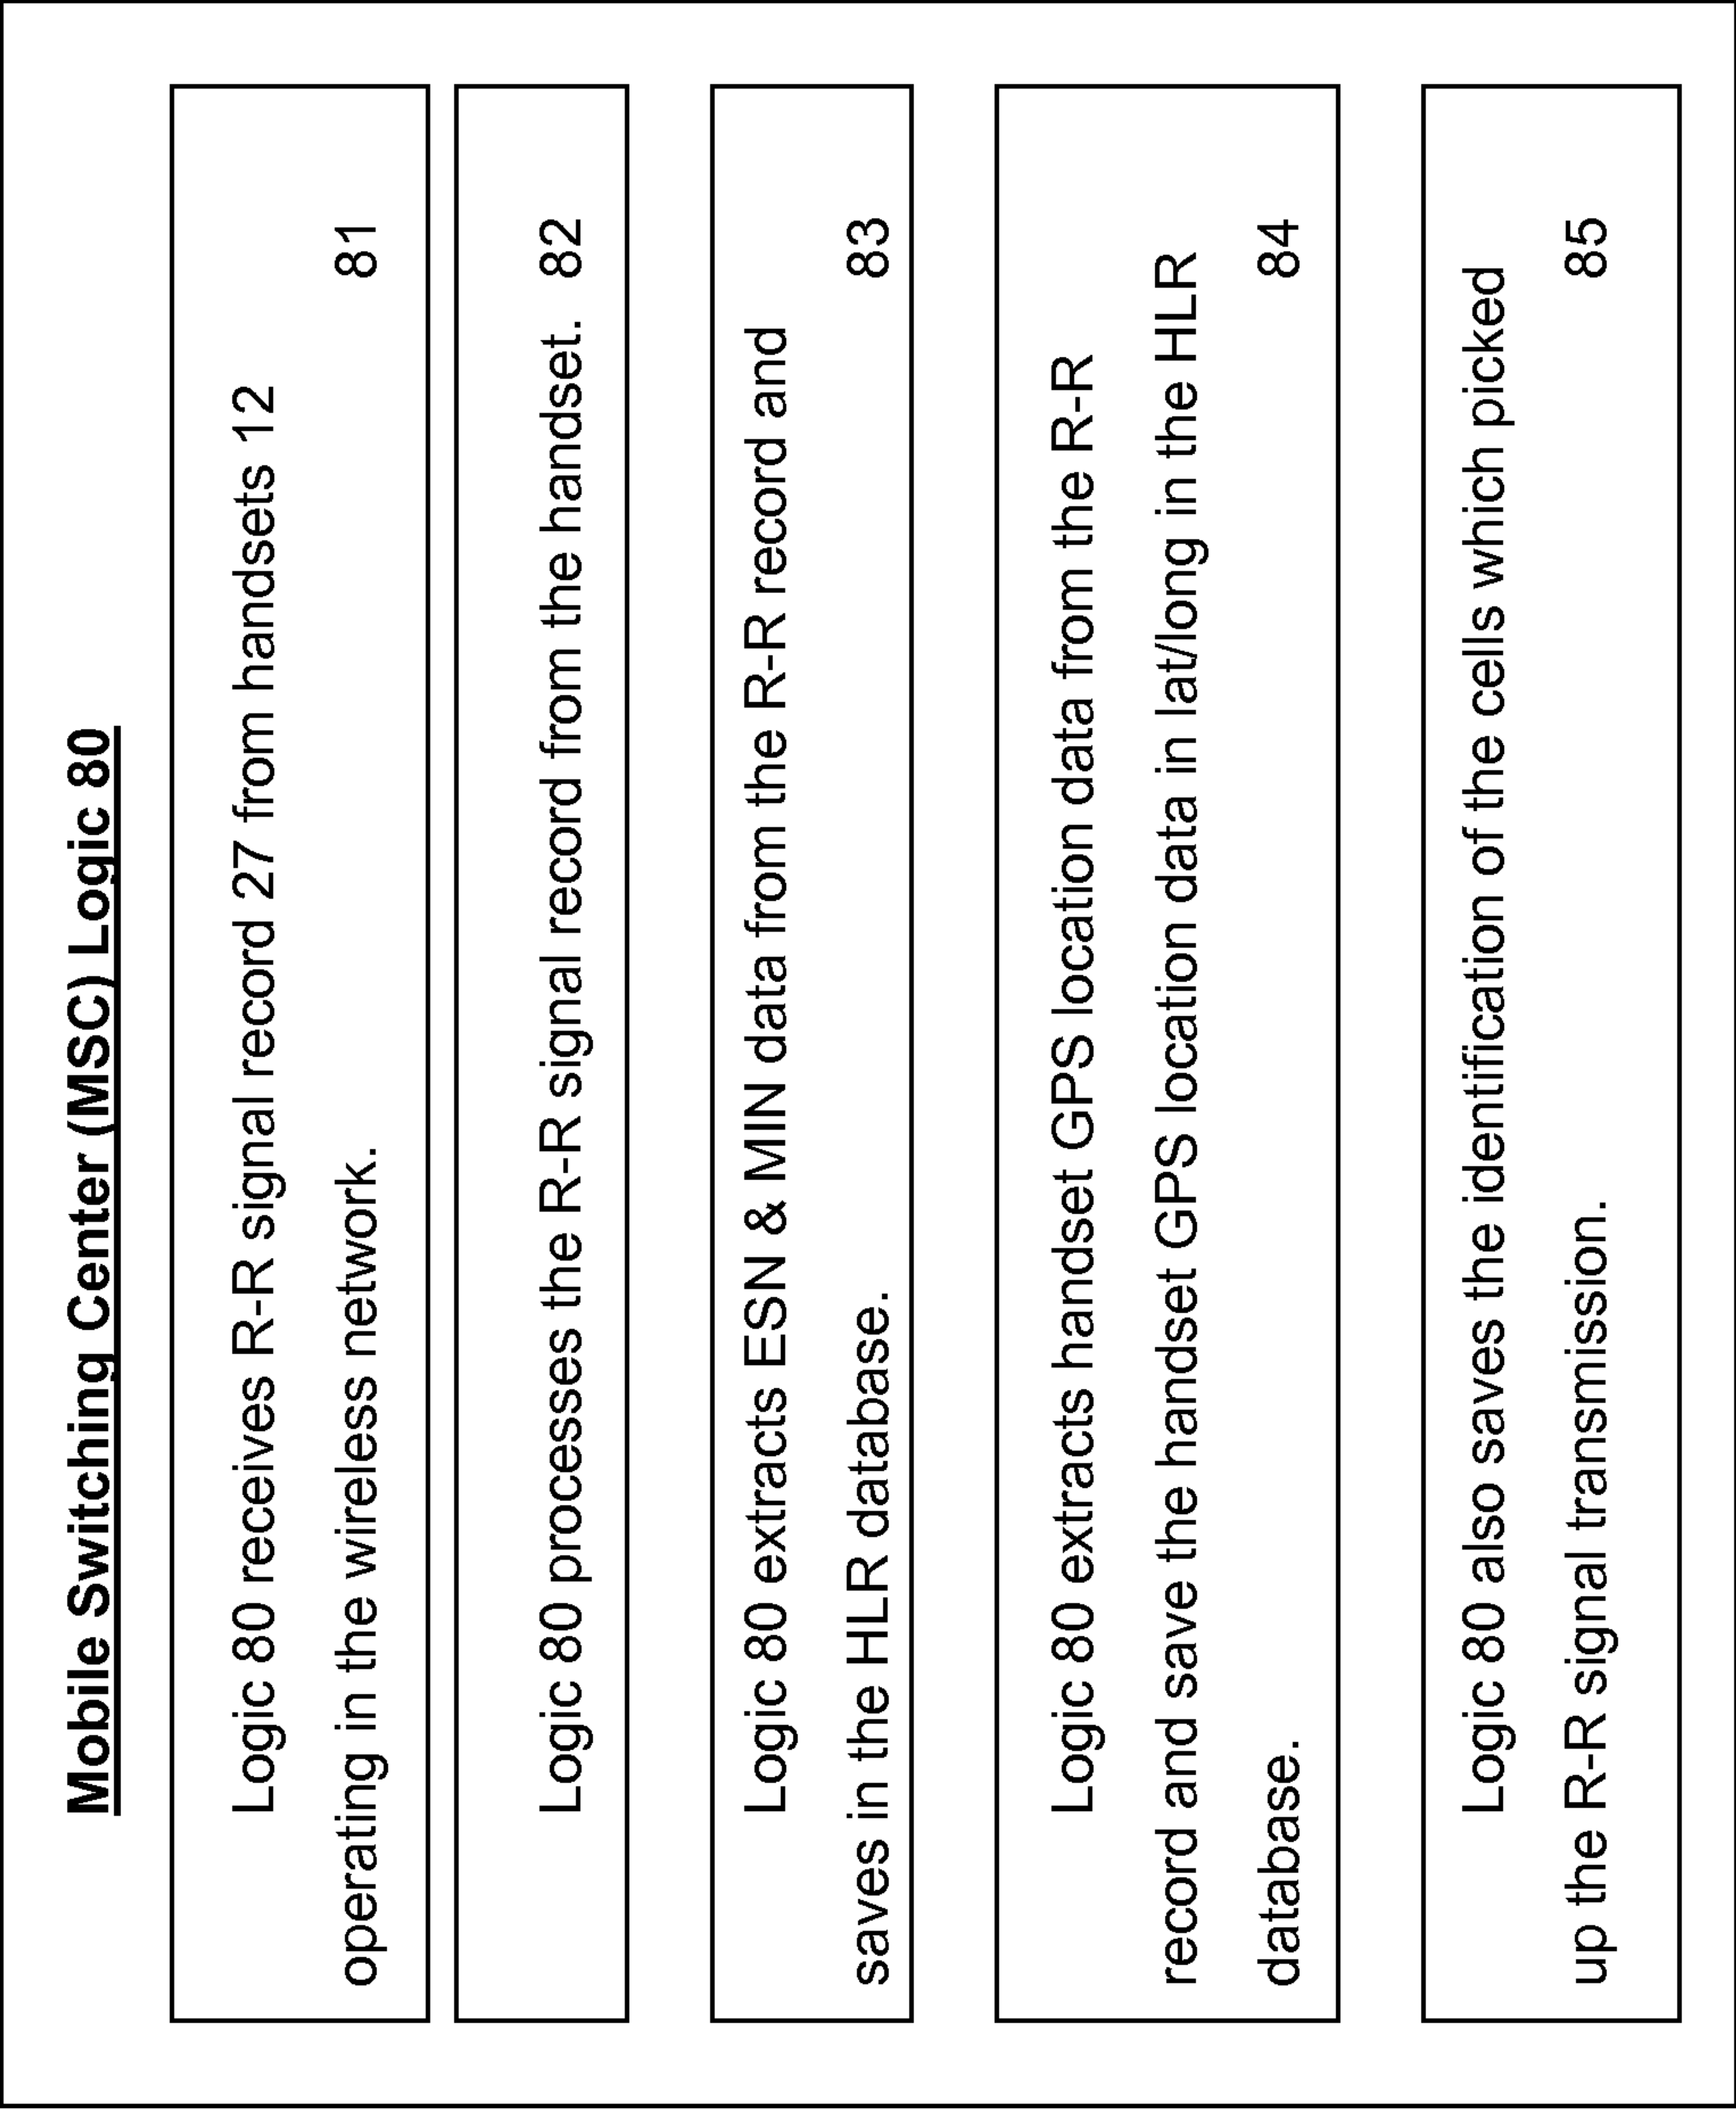 Mobile Switching Center (MSC) Logic 80
Logic 80 receives R-R signal record 27 from handsets 12
operating in the wireless network. 81
Logic 80 processes the R-R signal record from the handset. 82
Logic 80 extracts ESN & MIN data from the R-R record and
saves in the HLR database. 83
Logic 80 extracts handset GPS location data from the R-R
record and save the handset GPS location data in lat/long in the HLR
database. 84
Logic 80 also saves the identification of the cells which picked
up the R-R signal transmission. 85